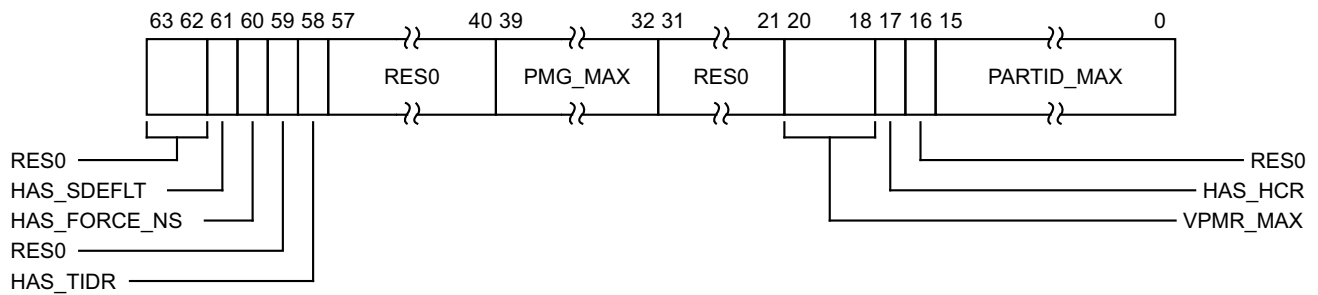 63 62 61 60 59 58 57 40 39 32 31 21 20 18 17 16 15 0
RES0 PMG_MAX RES0 PARTID_MAX
RES0 RES0
HAS_SDEFLT HAS_HCR
HAS_FORCE_NS VPMR_MAX
RES0
HAS_TIDR